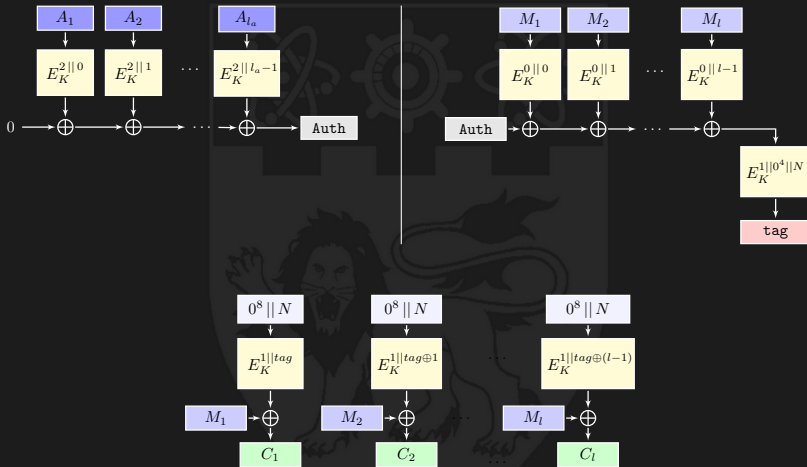 A_1 A_2 A_{l_a} M_1 M_2 M_l
E_K^{2||0} E_K^{2||1} ... E_K^{2||l_a-1} E_K^{0||0} E_K^{0||1} ... E_K^{0||l-1}
0 ⊕ ⊕ ... ⊕ Auth Auth ⊕ ⊕ ... ⊕
E_K^{1||0^4||N}
tag
0^8||N 0^8||N 0^8||N
E_K^{1||tag} E_K^{1||tag⊕1} ... E_K^{1||tag⊕(l-1)}
M_1 ⊕ M_2 ⊕ ... M_l ⊕
C_1 C_2 ... C_l